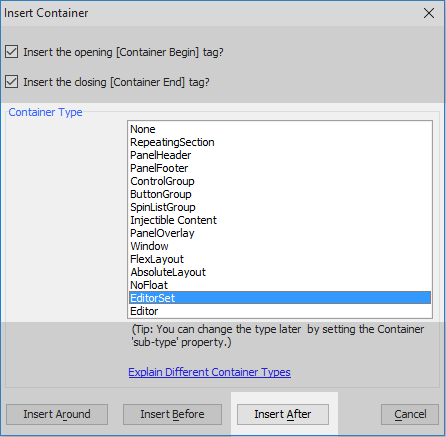 Insert Container
Insert the opening [Container Begin] tag?
Insert the closing [Container End] tag?
Container Type
None
RepeatingSection
PanelHeader
PanelFooter
ControlGroup
ButtonGroup
SpinListGroup
Injectible Content
PanelOverlay
Window
FlexLayout
AbsoluteLayout
NoFloat
EditorSet
Editor
(Tip: You can change the type later by setting the Container
'sub-type' property.)
Explain Different Container Types
Insert Around
Insert Before
Insert After
Cancel